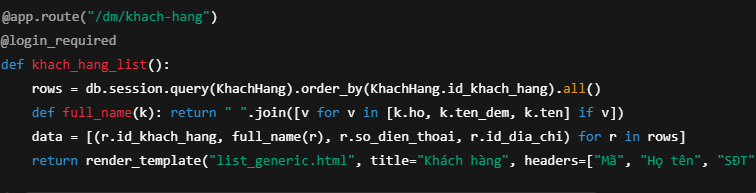 @app.route("/dm/khach-hang")
@login_required
def khach_hang_list():
    rows = db.session.query(KhachHang).order_by(KhachHang.id_khach_hang).all()
    def full_name(k): return " ".join([v for v in [k.ho, k.ten_dem, k.ten] if v])
    data = [(r.id_khach_hang, full_name(r), r.so_dien_thoai, r.id_dia_chi) for r in rows]
    return render_template("list_generic.html", title="Khách hàng", headers=["Mã", "Họ tên", "SĐT"